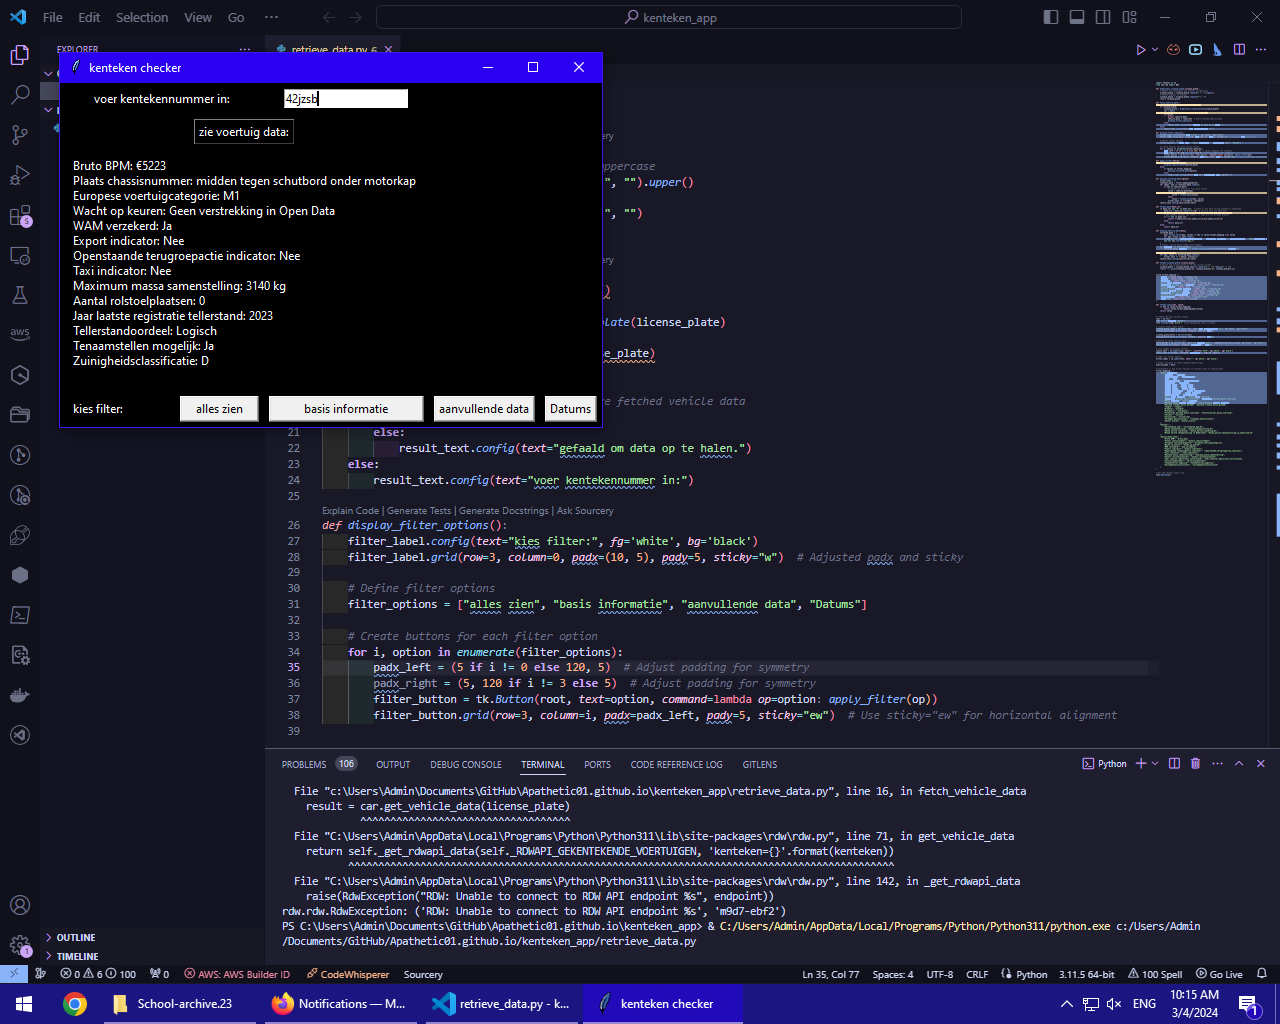 File Edit Selection View Go ··· kenteken_app
EXPLORER ···
retrieve_data.py 6
kenteken checker
voer kentekennummer in: 42jzsb
zie voertuig data:
Bruto BPM: €5223
Plaats chassisnummer: midden tegen schutbord onder motorkap
Europese voertuigcategorie: M1
Wacht op keuren: Geen verstrekking in Open Data
WAM verzekerd: Ja
Export indicator: Nee
Openstaande terugroepactie indicator: Nee
Taxi indicator: Nee
Maximum massa samenstelling: 3140 kg
Aantal rolstoelplaatsen: 0
Jaar laatste registratie tellerstand: 2023
Tellerstandoordeel: Logisch
Tenaamstellen mogelijk: Ja
Zuinigheidsclassificatie: D
kies filter: alles zien basis informatie aanvullende data Datums
ery
ppercase
", "").upper()
", "")
ery
)
late(license_plate)
se_plate)
e fetched vehicle data
21 else:
22 result_text.config(text="gefaald om data op te halen.")
23 else:
24 result_text.config(text="voer kentekennummer in:")
25
Explain Code | Generate Tests | Generate Docstrings | Ask Sourcery
26 def display_filter_options():
27 filter_label.config(text="kies filter:", fg='white', bg='black')
28 filter_label.grid(row=3, column=0, padx=(10, 5), pady=5, sticky="w") # Adjusted padx and sticky
29
30 # Define filter options
31 filter_options = ["alles zien", "basis informatie", "aanvullende data", "Datums"]
32
33 # Create buttons for each filter option
34 for i, option in enumerate(filter_options):
35 padx_left = (5 if i != 0 else 120, 5) # Adjust padding for symmetry
36 padx_right = (5, 120 if i != 3 else 5) # Adjust padding for symmetry
37 filter_button = tk.Button(root, text=option, command=lambda op=option: apply_filter(op))
38 filter_button.grid(row=3, column=i, padx=padx_left, pady=5, sticky="ew") # Use sticky="ew" for horizontal alignment
39
PROBLEMS 106 OUTPUT DEBUG CONSOLE TERMINAL PORTS CODE REFERENCE LOG GITLENS Python
File "c:\Users\Admin\Documents\GitHub\Apathetic01.github.io\kenteken_app\retrieve_data.py", line 16, in fetch_vehicle_data
result = car.get_vehicle_data(license_plate)
^^^^^^^^^^^^^^^^^^^^^^^^^^^^^^^^^^^
File "C:\Users\Admin\AppData\Local\Programs\Python\Python311\Lib\site-packages\rdw\rdw.py", line 71, in get_vehicle_data
return self._get_rdwapi_data(self._RDWAPI_GEKENTEKENDE_VOERTUIGEN, 'kenteken={}'.format(kenteken))
^^^^^^^^^^^^^^^^^^^^^^^^^^^^^^^^^^^^^^^^^^^^^^^^^^^^^^^^^^^^^^^^^^^^^^^^^^^^^^^^^^^^^^^^^^^
File "C:\Users\Admin\AppData\Local\Programs\Python\Python311\Lib\site-packages\rdw\rdw.py", line 142, in _get_rdwapi_data
raise(RdwException("RDW: Unable to connect to RDW API endpoint %s", endpoint))
rdw.rdw.RdwException: ('RDW: Unable to connect to RDW API endpoint %s', 'm9d7-ebf2')
PS C:\Users\Admin\Documents\GitHub\Apathetic01.github.io\kenteken_app> & C:/Users/Admin/AppData/Local/Programs/Python/Python311/python.exe c:/Users/Admin
/Documents/GitHub/Apathetic01.github.io/kenteken_app/retrieve_data.py
aws
5
1
OUTLINE
TIMELINE
0 6 100 0 AWS: AWS Builder ID CodeWhisperer Sourcery Ln 35, Col 77 Spaces: 4 UTF-8 CRLF Python 3.11.5 64-bit 100 Spell Go Live
School-archive.23 Notifications — M... retrieve_data.py - k... kenteken checker ENG 10:15 AM
3/4/2024 1